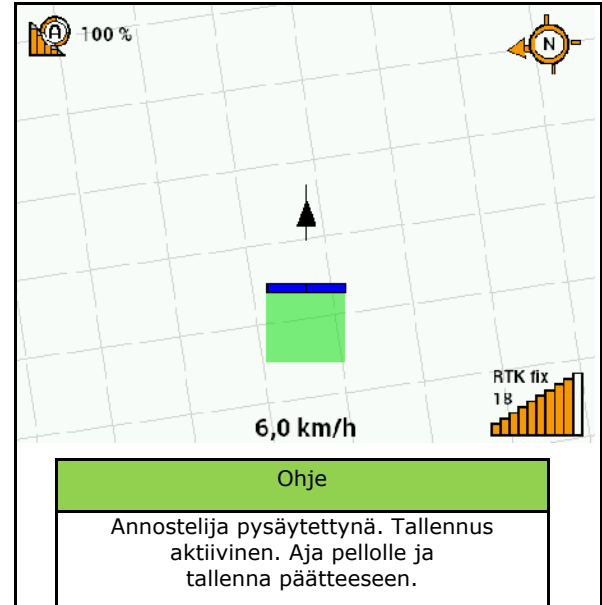 A 100 %
N
RTK fix
18
6,0 km/h
Ohje
Annostelija pysäytettynä. Tallennus
aktiivinen. Aja pellolle ja
tallenna päätteeseen.